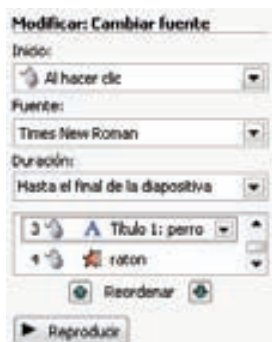 Modificar: Cambiar fuente
Inicio:
Al hacer clic
Fuente:
Times New Roman
Duración:
Hasta el final de la diapositiva
3 Título 1: perro
4 raton
Reordenar
Reproducir